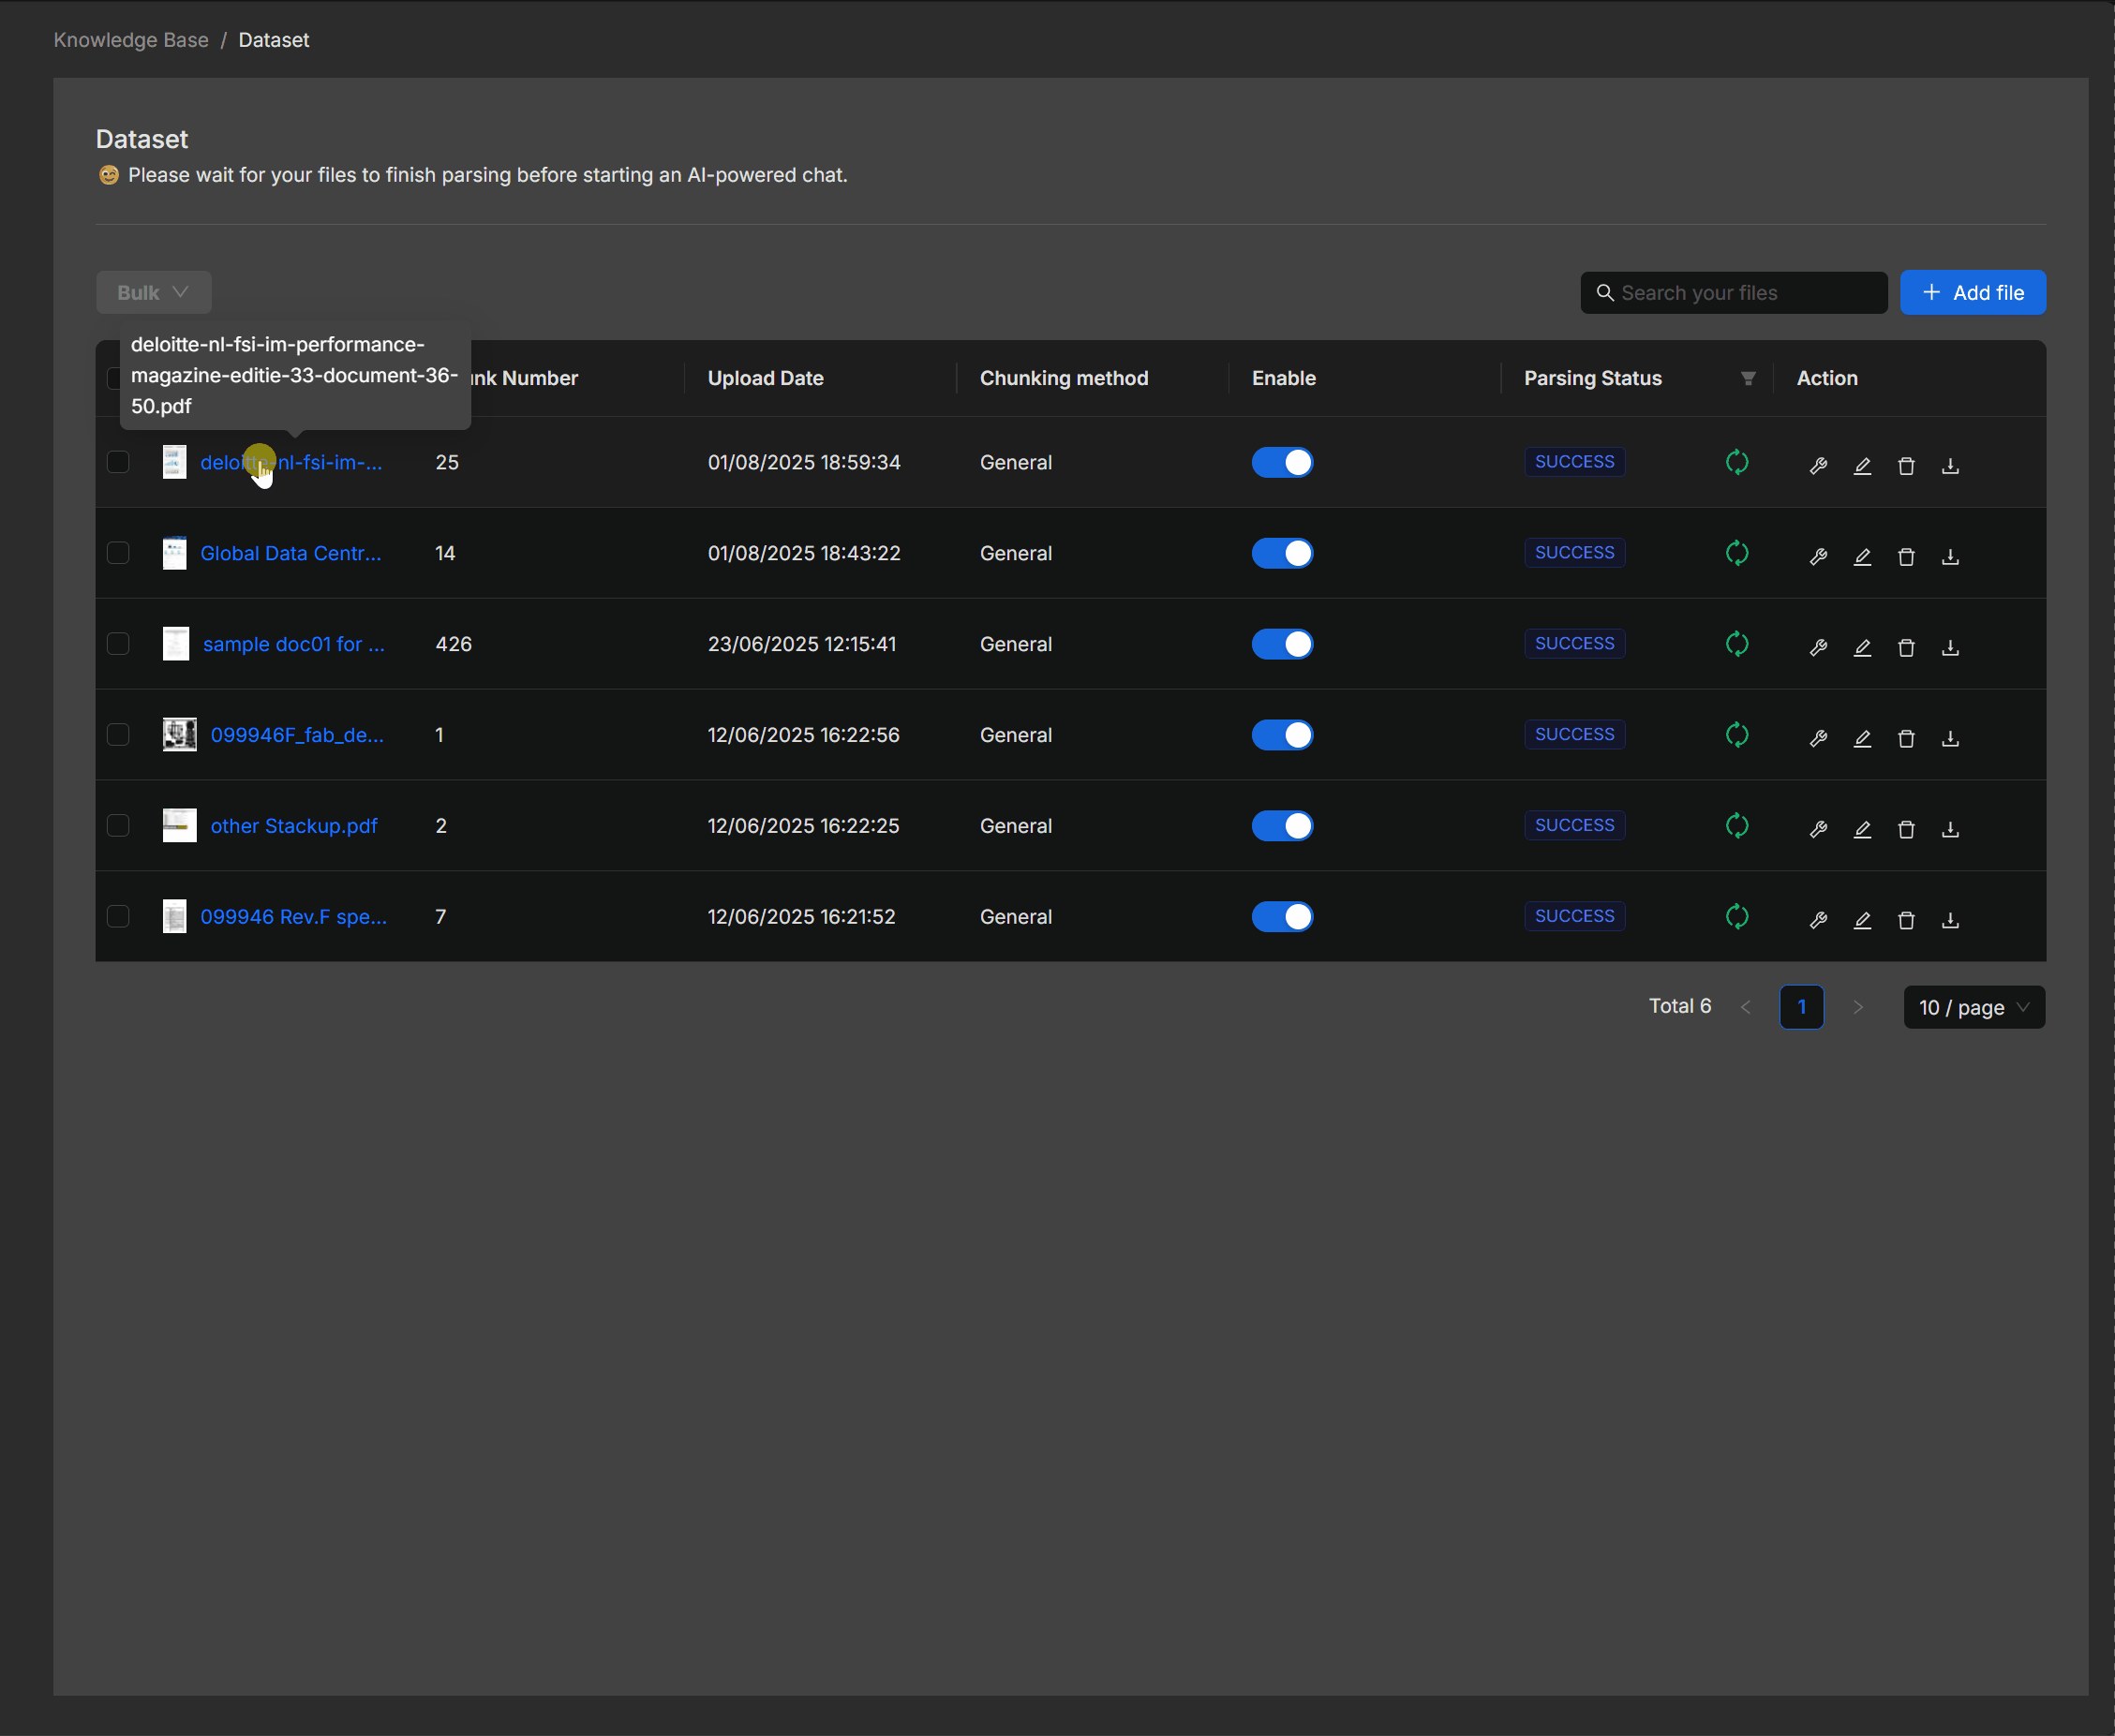 Knowledge Base / Dataset
Dataset
😉 Please wait for your files to finish parsing before starting an AI-powered chat.
Bulk
Search your files
+ Add file
deloitte-nl-fsi-im-performance-
magazine-editie-33-document-36-
50.pdf
Number Upload Date Chunking method Enable Parsing Status Action
deloitte-nl-fsi-im-... 25 01/08/2025 18:59:34 General SUCCESS
Global Data Centr... 14 01/08/2025 18:43:22 General SUCCESS
sample doc01 for ... 426 23/06/2025 12:15:41 General SUCCESS
099946F_fab_de... 1 12/06/2025 16:22:56 General SUCCESS
other Stackup.pdf 2 12/06/2025 16:22:25 General SUCCESS
099946 Rev.F spe... 7 12/06/2025 16:21:52 General SUCCESS
Total 6 < 1 > 10 / page